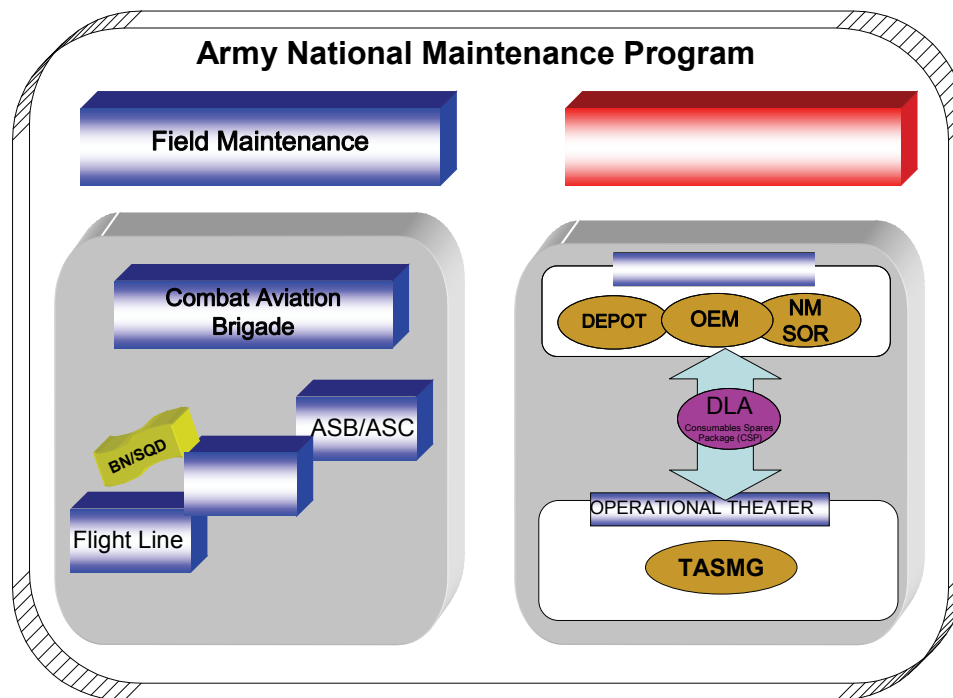 Army National Maintenance Program
Field Maintenance
Combat Aviation
Brigade
ASB/ASC
BN/SQD
Flight Line
DEPOT
OEM
NM
SOR
DLA
Consumables Spares
Package (CSP)
OPERATIONAL THEATER
TASMG